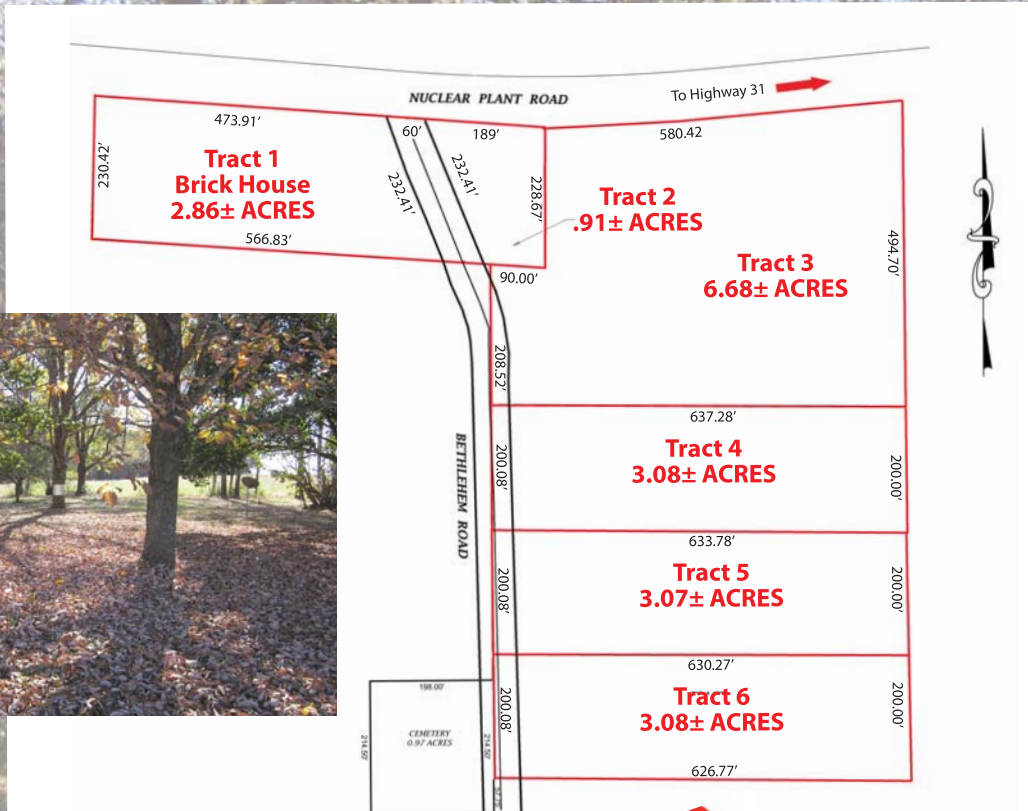 NUCLEAR PLANT ROAD
To Highway 31
473.91'
60'
189'
580.42
230.42'
Tract 1
Brick House
2.86± ACRES
232.41'
232.41'
228.67'
Tract 2
.91± ACRES
Tract 3
6.68± ACRES
494.70'
566.83'
90.00'
208.52'
637.28'
Tract 4
3.08± ACRES
200.08'
200.00'
BETHLEHEM ROAD
633.78'
Tract 5
3.07± ACRES
200.08'
200.00'
630.27'
Tract 6
3.08± ACRES
200.08'
200.00'
198.00'
CEMETERY
0.97 ACRES
214.50'
214.50'
626.77'